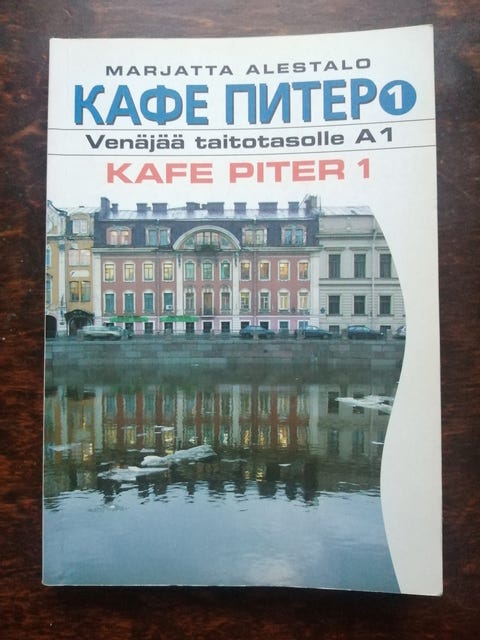 MARJATTA ALESTALO
КАФЕ ПИТЕР 1
Venäjää taitotasolle A1
KAFE PITER 1